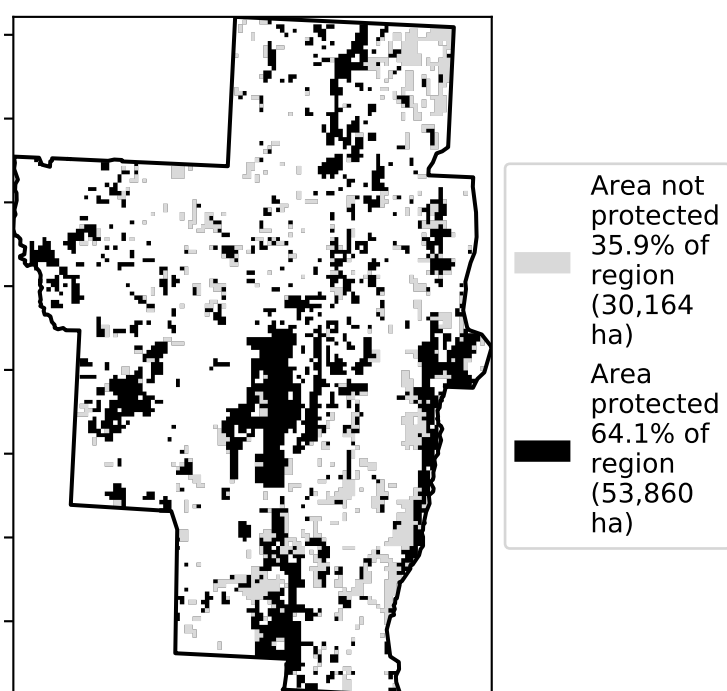 Area not
protected
35.9% of
region
(30,164
ha)
Area
protected
64.1% of
region
(53,860
ha)